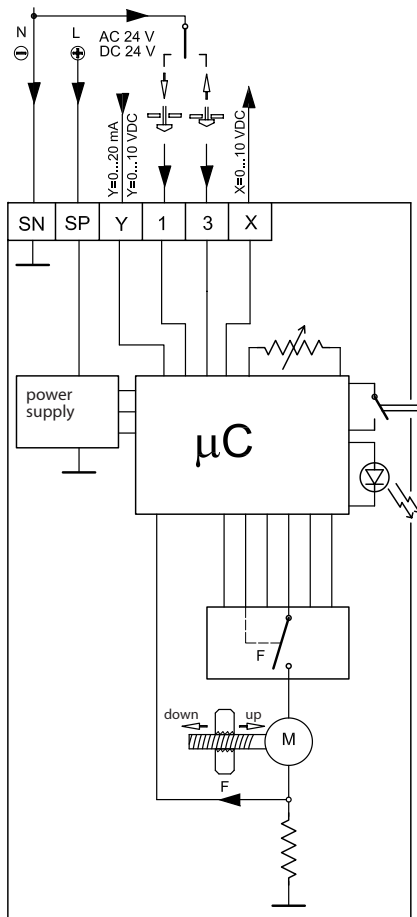 N
L
AC 24 V
DC 24 V
Y=0...20 mA
Y=0...10 VDC
X=0...10 VDC
SN
SP
Y
1
3
X
power
supply
µC
F
down
up
M
F